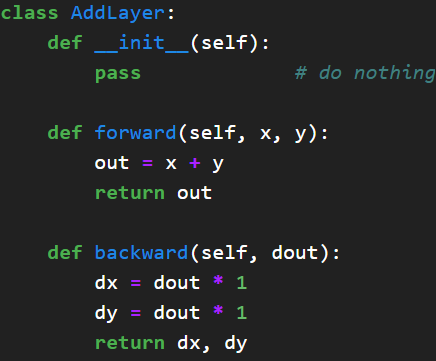 class AddLayer:
    def __init__(self):
        pass                # do nothing
    def forward(self, x, y):
        out = x + y
        return out
    def backward(self, dout):
        dx = dout * 1
        dy = dout * 1
        return dx, dy